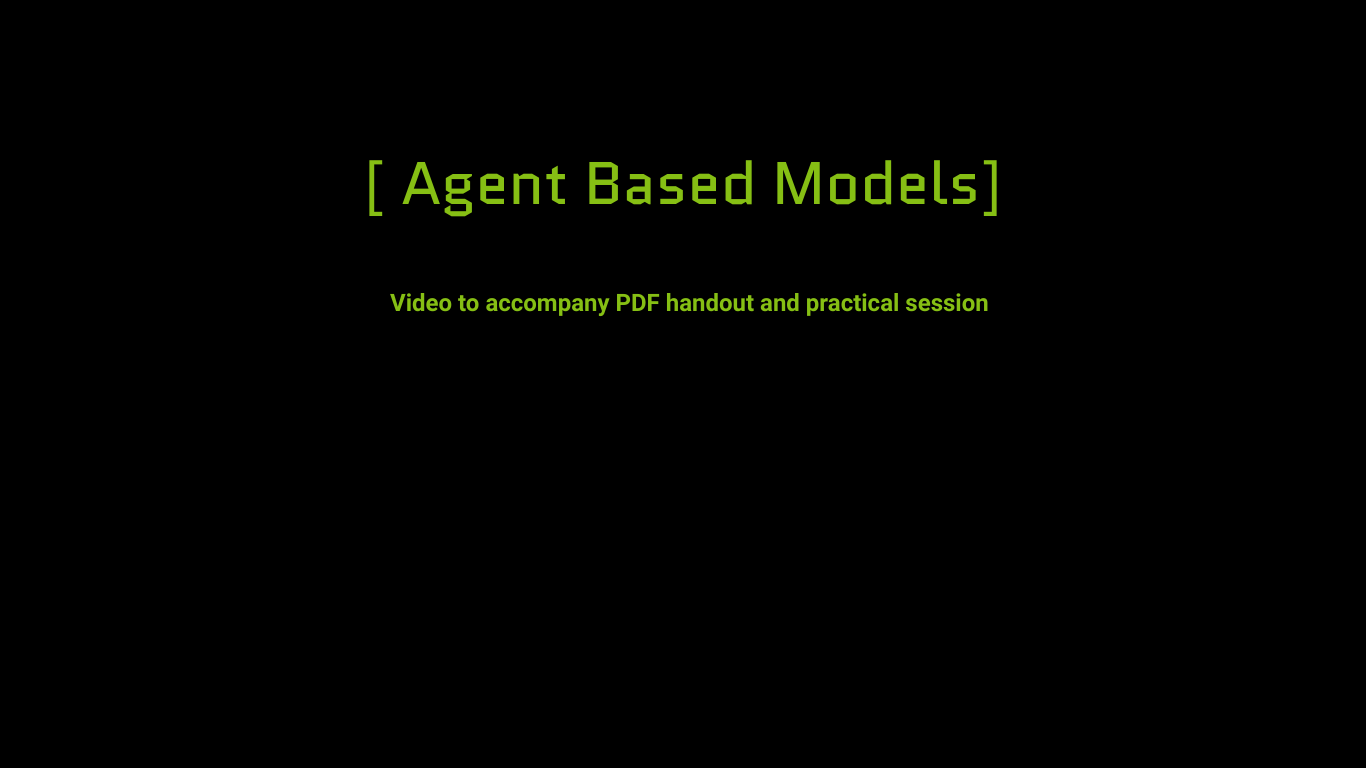 [ Agent Based Models]
Video to accompany PDF handout and practical session